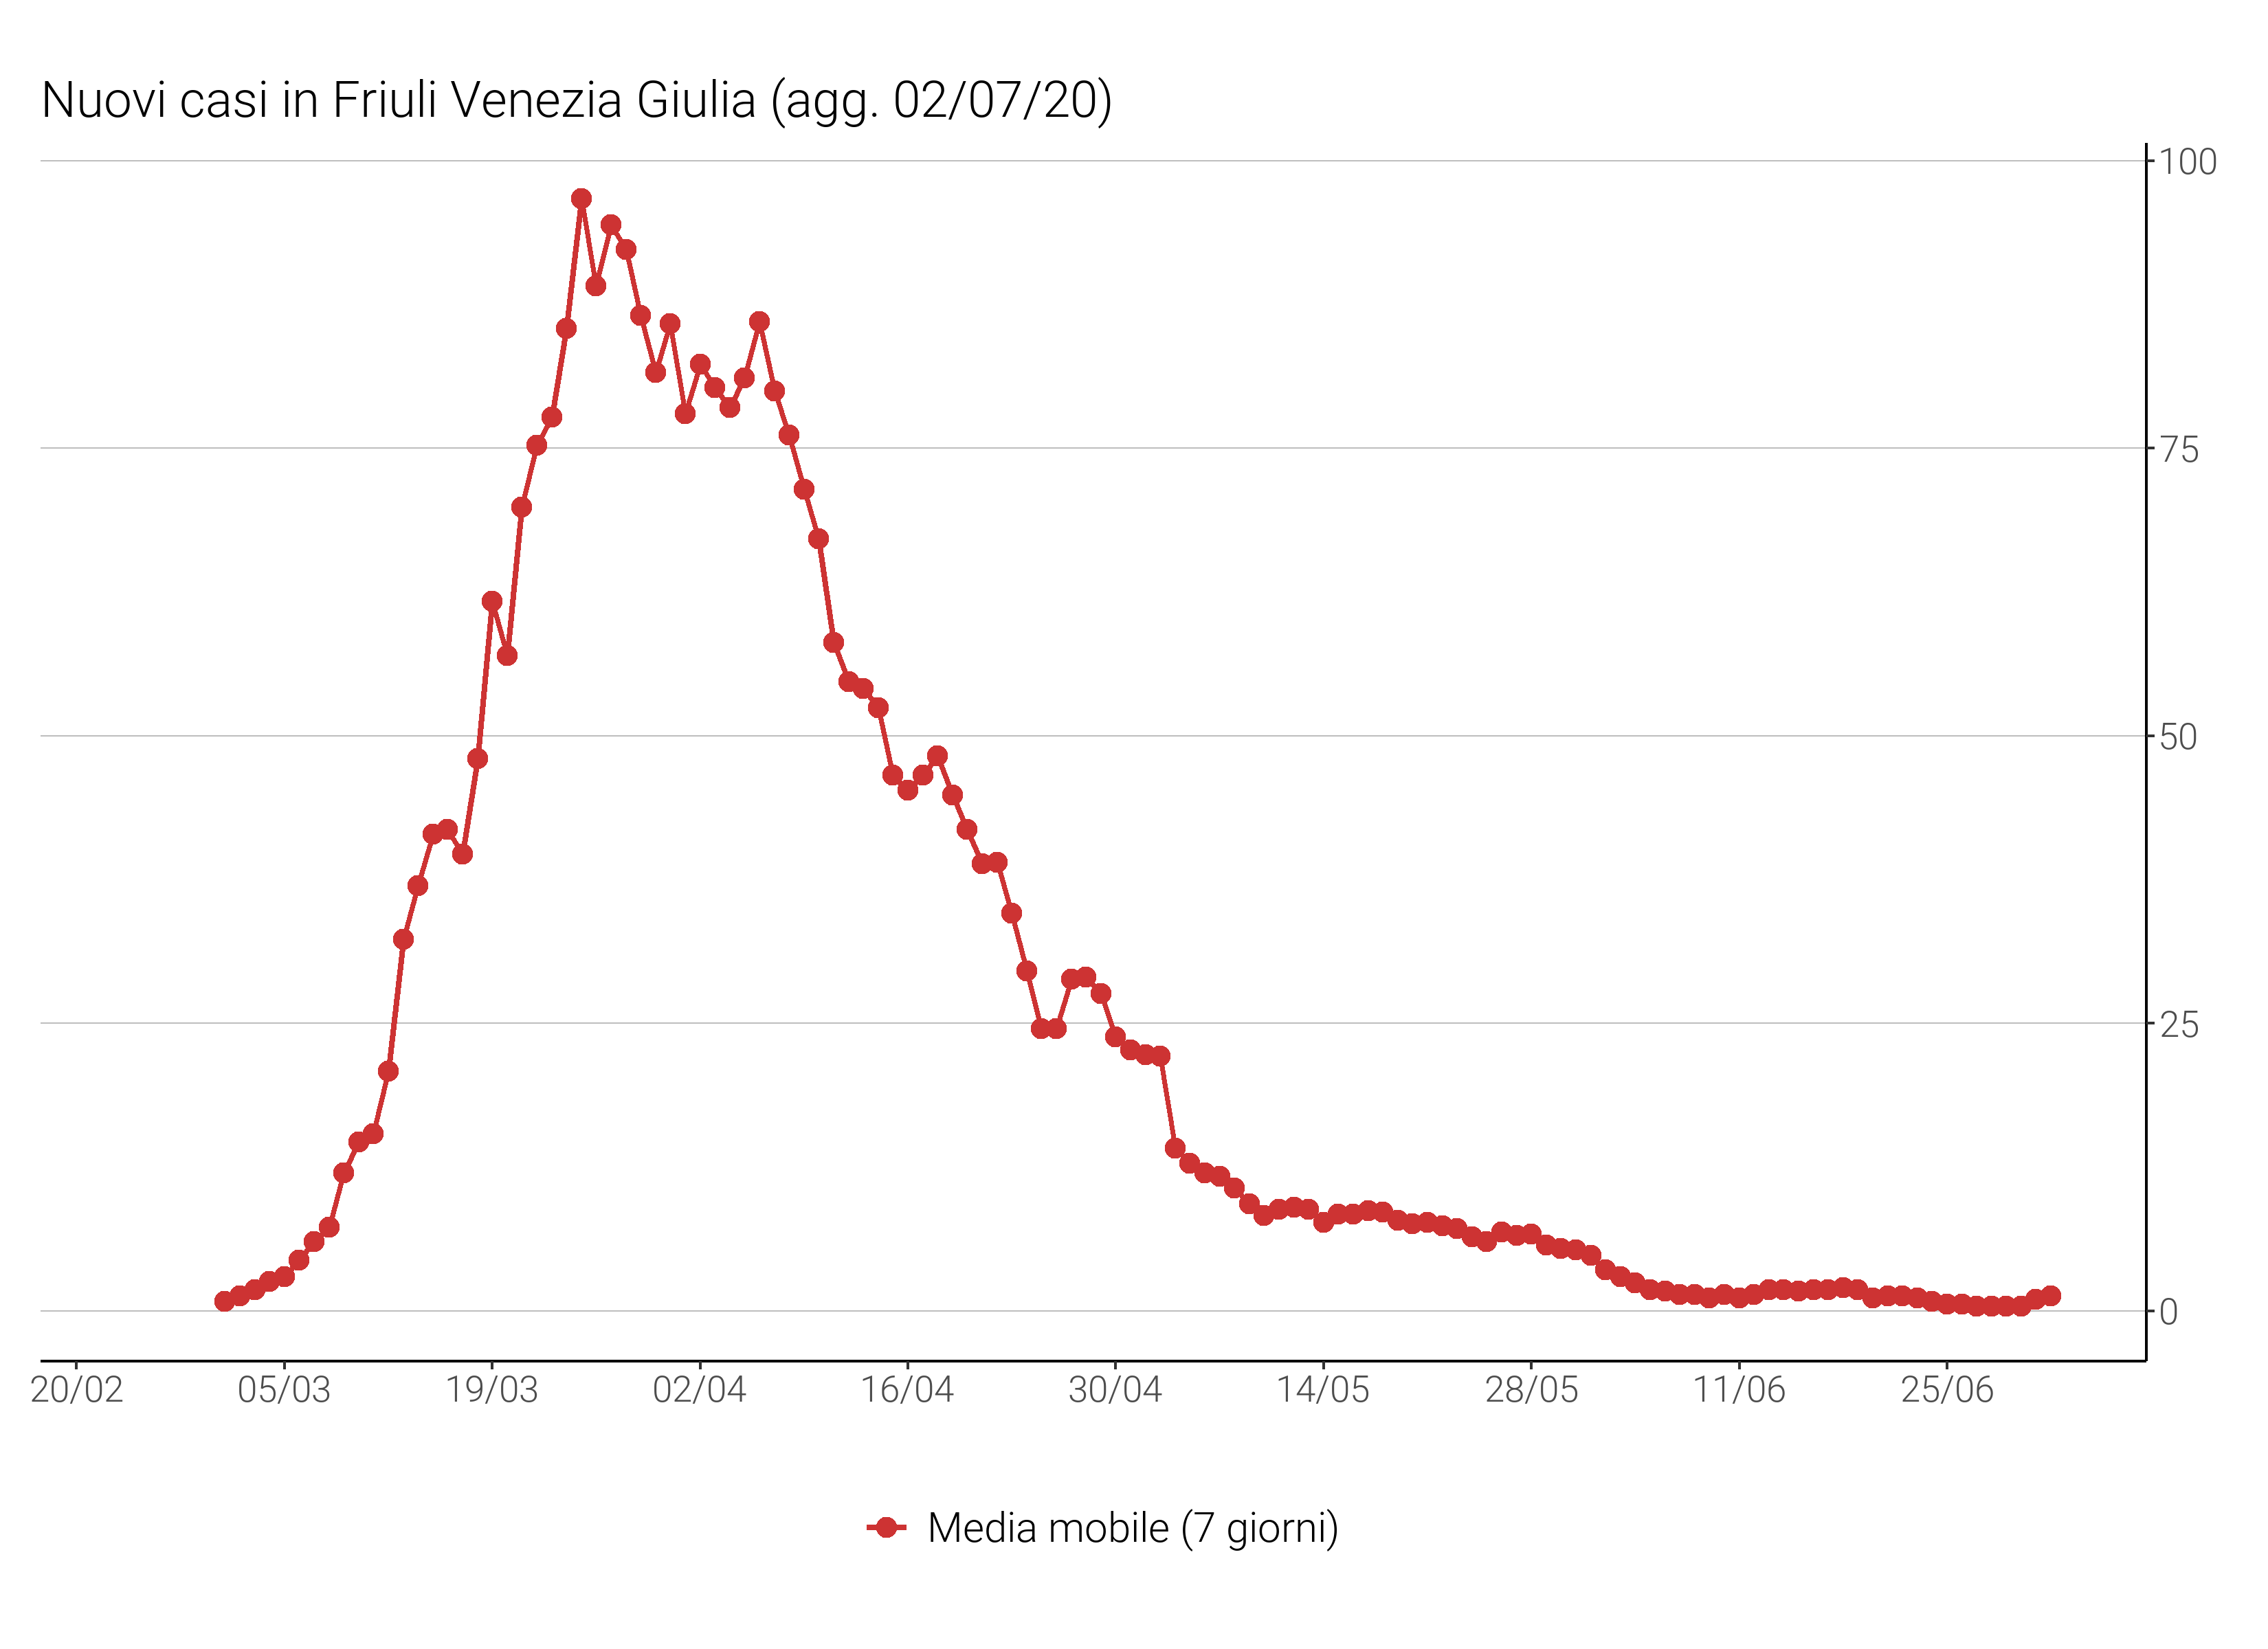 Nuovi casi in Friuli Venezia Giulia (agg. 02/07/20)
100
75
50
25
0
20/02 05/03 19/03 02/04 16/04 30/04 14/05 28/05 11/06 25/06
Media mobile (7 giorni)